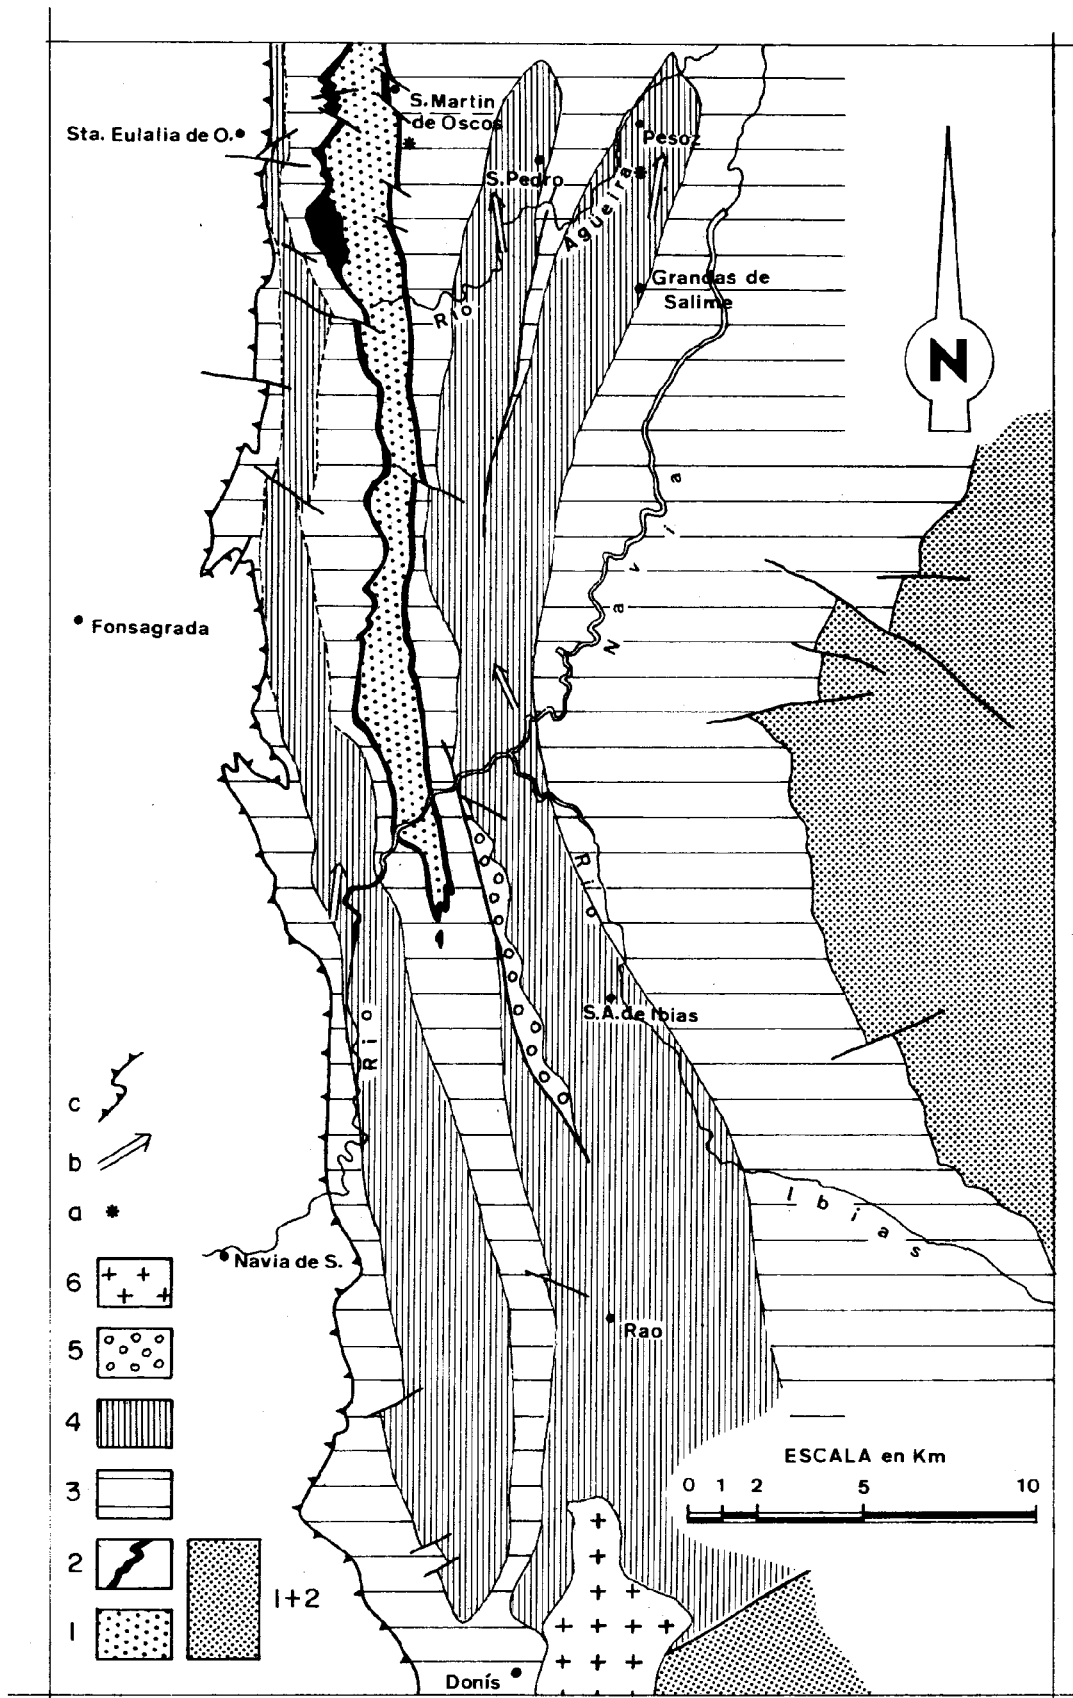 S. Martin
de Oscos
Sta. Eulalia de O.
Pesoz
S. Pedro
Agüeira
Río
Grandas de
Salime
N
Navia
Fonsagrada
Río
S.A. de Ibias
Río
Ibias
Navia de S.
Rao
c
b
a
6
5
4
3
2
1
1+2
ESCALA en Km
0 1 2 5 10
Donís